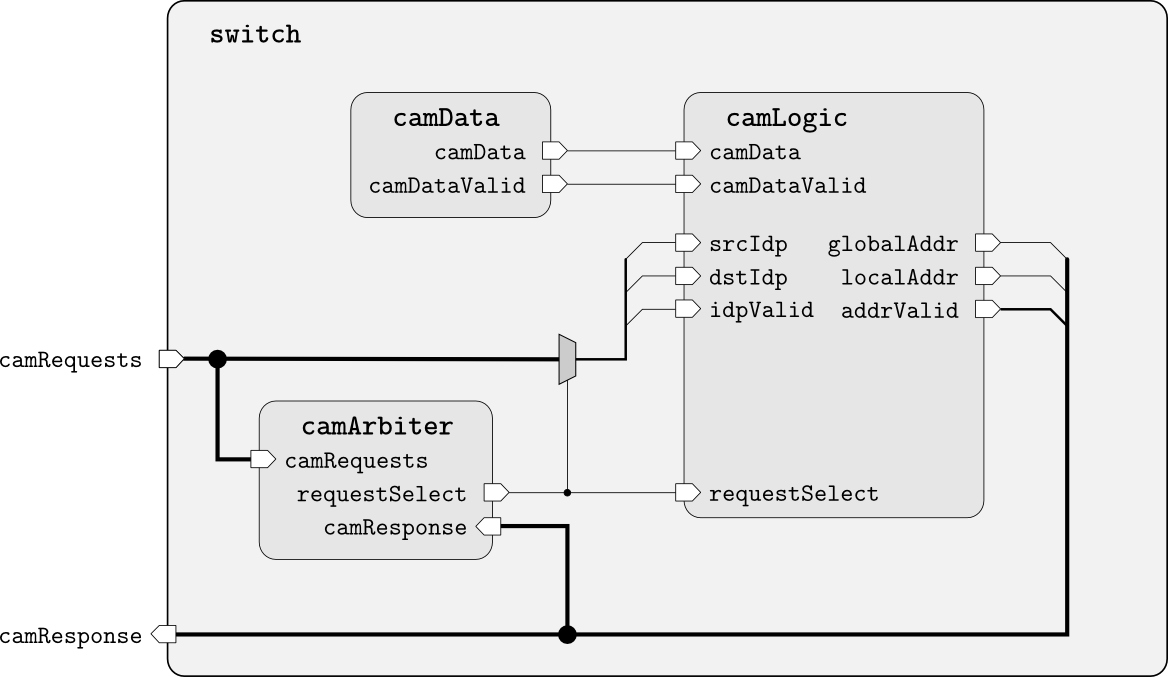 switch
camData
camData
camDataValid
camLogic
camData
camDataValid
srcIdp globalAddr
dstIdp localAddr
idpValid addrValid
requestSelect
camRequests
camArbiter
camRequests
requestSelect
camResponse
camResponse